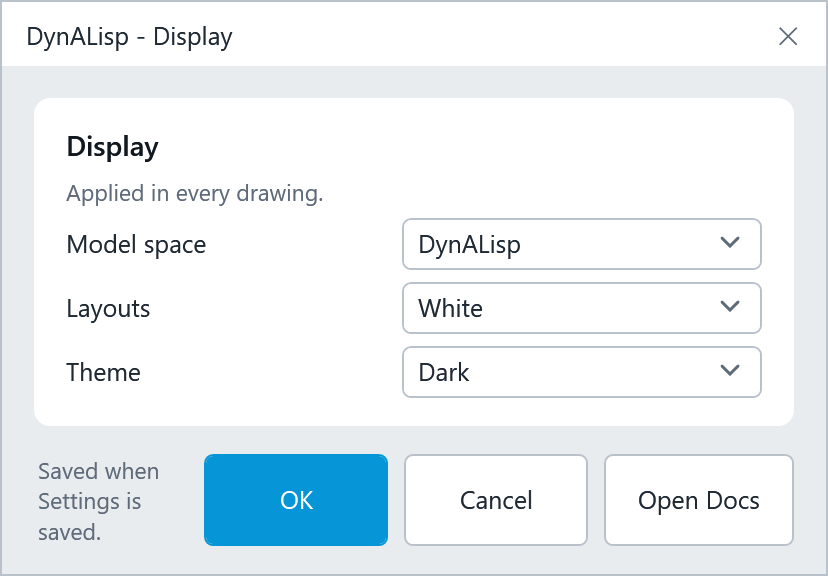 DynALisp - Display
Display
Applied in every drawing.
Model space
DynALisp
Layouts
White
Theme
Dark
Saved when
Settings is
saved.
OK
Cancel
Open Docs